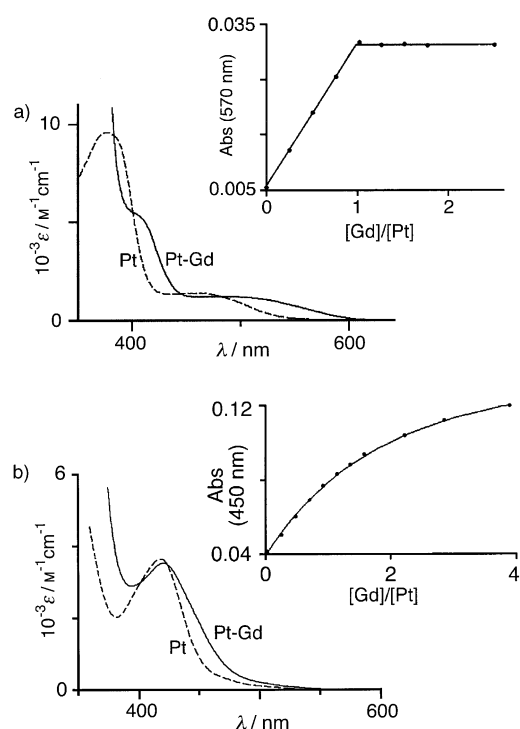 a)
0.035
Abs (570 nm)
0.005
0
1
2
[Gd]/[Pt]
10
10⁻³ε / M⁻¹cm⁻¹
0
Pt
Pt-Gd
400
600
λ / nm
b)
0.12
Abs
(450 nm)
0.04
0
2
4
[Gd]/[Pt]
6
10⁻³ε / M⁻¹cm⁻¹
0
Pt
Pt-Gd
400
600
λ / nm